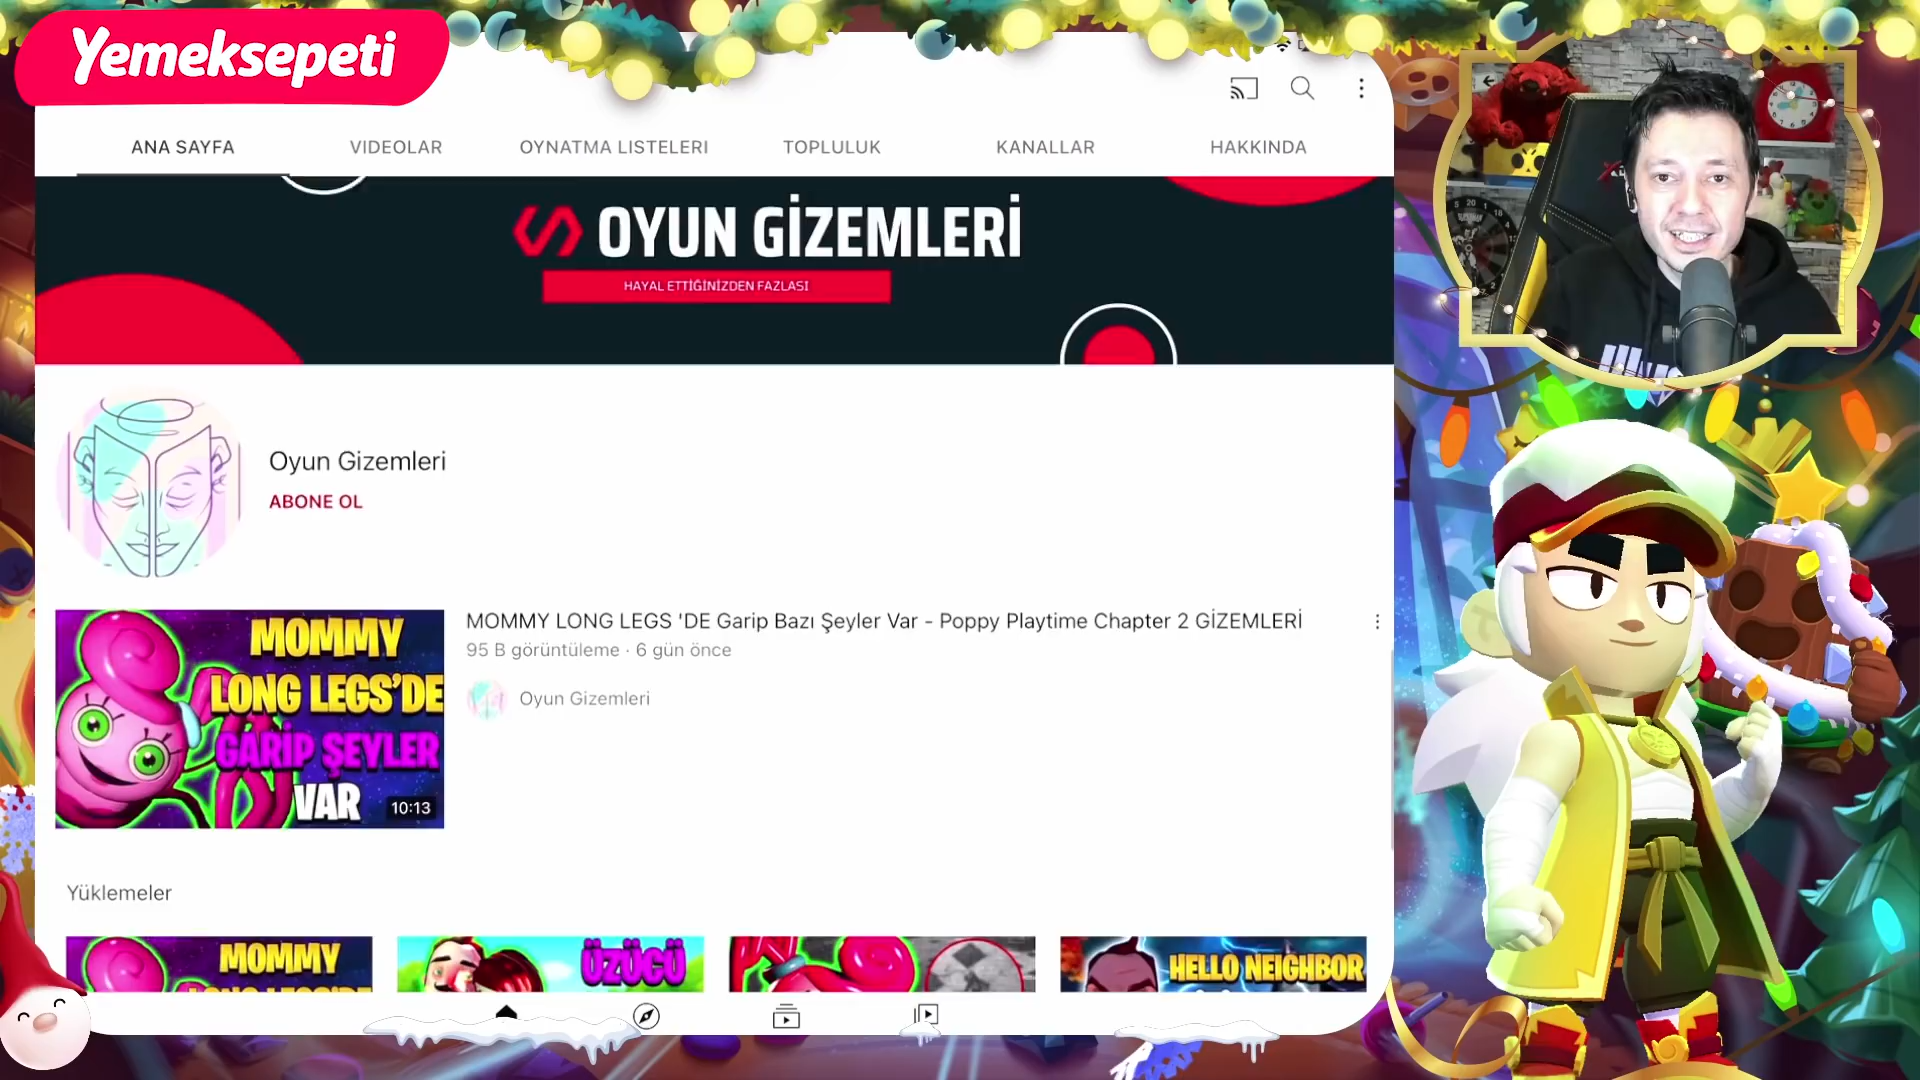 Yemeksepeti
ANA SAYFA
VIDEOLAR
OYNATMA LISTELERI
TOPLULUK
KANALLAR
HAKKINDA
OYUN GİZEMLERİ
HAYAL ETTİĞİNİZDEN FAZLASI
Oyun Gizemleri
ABONE OL
MOMMY
LONG LEGS'DE
GARİP ŞEYLER
VAR
10:13
MOMMY LONG LEGS 'DE Garip Bazı Şeyler Var - Poppy Playtime Chapter 2 GİZEMLERİ
95 B görüntüleme · 6 gün önce
Oyun Gizemleri
Yüklemeler
MOMMY
LONG LEGS'DE
ÜZÜCÜ
HELLO NEIGHBOR